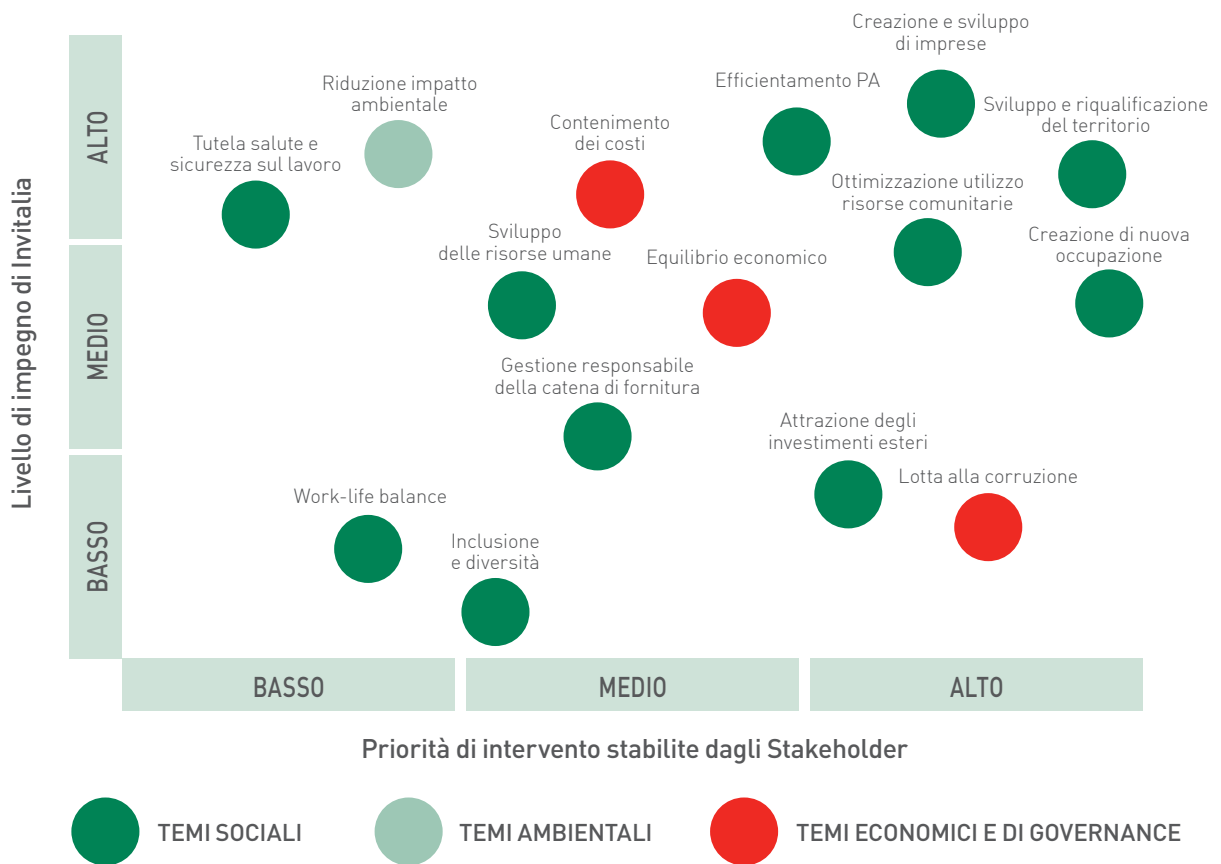 Creazione e sviluppo
di imprese
Riduzione impatto
ambientale
Efficientamento PA
Sviluppo e riqualificazione
del territorio
Tutela salute e
sicurezza sul lavoro
Contenimento
dei costi
Ottimizzazione utilizzo
risorse comunitarie
Sviluppo
delle risorse umane
Equilibrio economico
Creazione di nuova
occupazione
Gestione responsabile
della catena di fornitura
Attrazione degli
investimenti esteri
Lotta alla corruzione
Work-life balance
Inclusione
e diversità
Livello di impegno di Invitalia
ALTO
MEDIO
BASSO
BASSO
MEDIO
ALTO
Priorità di intervento stabilite dagli Stakeholder
TEMI SOCIALI
TEMI AMBIENTALI
TEMI ECONOMICI E DI GOVERNANCE